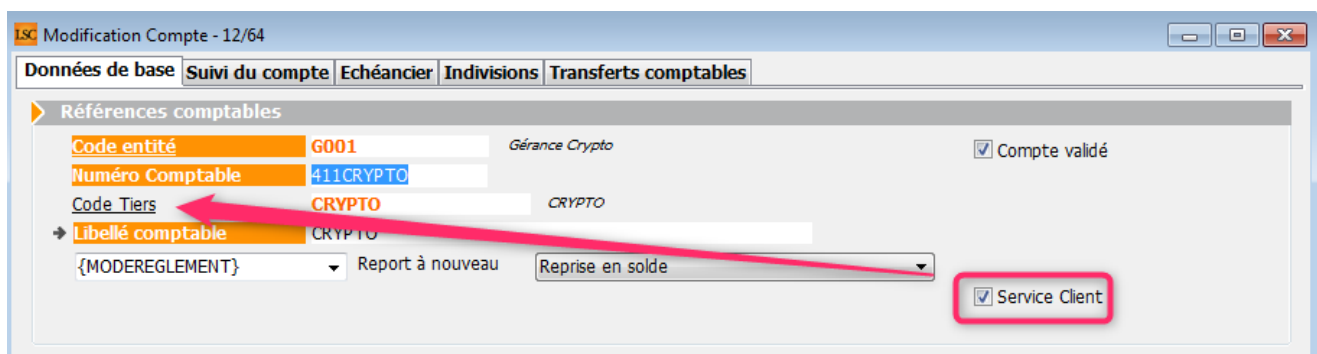 LSC Modification Compte - 12/64
Données de base Suivi du compte Echéancier Indivisions Transferts comptables
Références comptables
Code entité G001 Gérance Crypto Compte validé
Numéro Comptable 411CRYPTO
Code Tiers CRYPTO CRYPTO
Libellé comptable CRYPTO
{MODEREGLEMENT} Report à nouveau Reprise en solde
Service Client